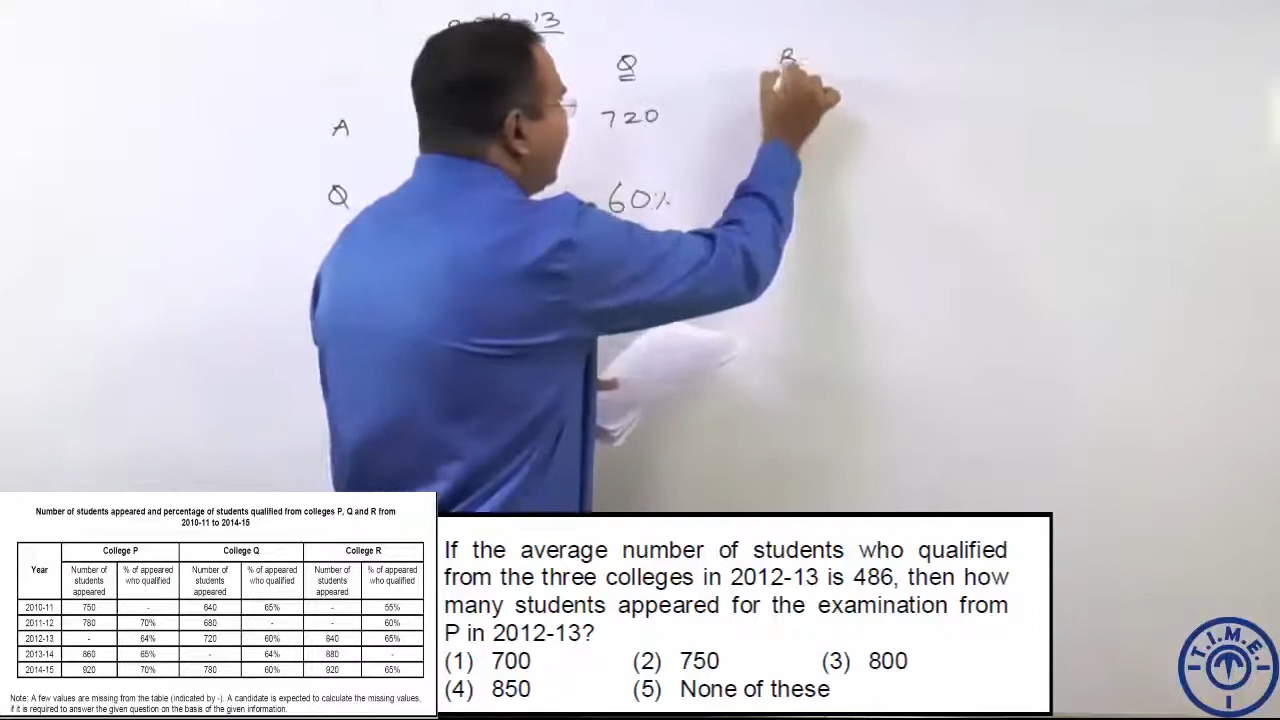 13
Q
R
A
720
Q
60%
Number of students appeared and percentage of students qualified from colleges P, Q and R from
2010-11 to 2014-15
College P College Q College R
Year Number of students appeared % of appeared who qualified Number of students appeared % of appeared who qualified Number of students appeared % of appeared who qualified
2010-11 750 - 640 65% - 55%
2011-12 780 70% 680 - - 60%
2012-13 - 64% 720 60% 840 65%
2013-14 860 65% - 64% 880 -
2014-15 920 70% 780 60% 920 65%
Note: A few values are missing from the table (indicated by -). A candidate is expected to calculate the missing values,
if it is required to answer the given question on the basis of the given information.
If the average number of students who qualified
from the three colleges in 2012-13 is 486, then how
many students appeared for the examination from
P in 2012-13?
(1) 700 (2) 750 (3) 800
(4) 850 (5) None of these
T.I.M.E.